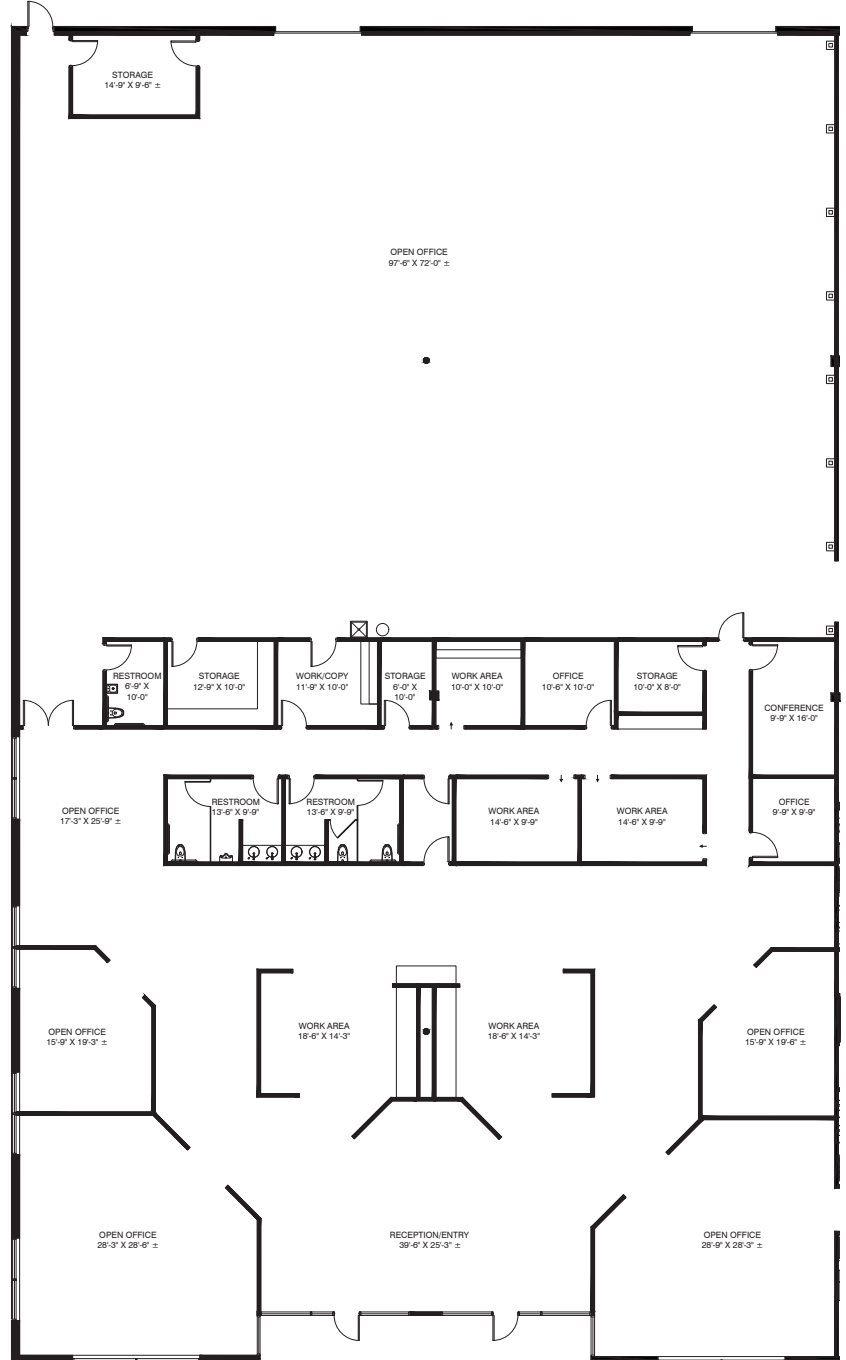 STORAGE
14'-9" X 9'-6" ±
OPEN OFFICE
97'-6" X 72'-0" ±
RESTROOM
6'-9" X
10'-0"
STORAGE
12'-9" X 10'-0"
WORK/COPY
11'-9" X 10'-0"
STORAGE
6'-0" X
10'-0"
WORK AREA
10'-0" X 10'-0"
OFFICE
10'-6" X 10'-0"
STORAGE
10'-0" X 8'-0"
CONFERENCE
9'-9" X 16'-0"
OPEN OFFICE
17'-3" X 25'-9" ±
RESTROOM
13'-6" X 9'-9"
RESTROOM
13'-6" X 9'-9"
WORK AREA
14'-6" X 9'-9"
WORK AREA
14'-6" X 9'-9"
OFFICE
9'-9" X 9'-9"
OPEN OFFICE
15'-9" X 19'-3" ±
WORK AREA
18'-6" X 14'-3"
WORK AREA
18'-6" X 14'-3"
OPEN OFFICE
15'-9" X 19'-6" ±
OPEN OFFICE
28'-3" X 28'-6" ±
RECEPTION/ENTRY
39'-6" X 25'-3" ±
OPEN OFFICE
28'-9" X 28'-3" ±